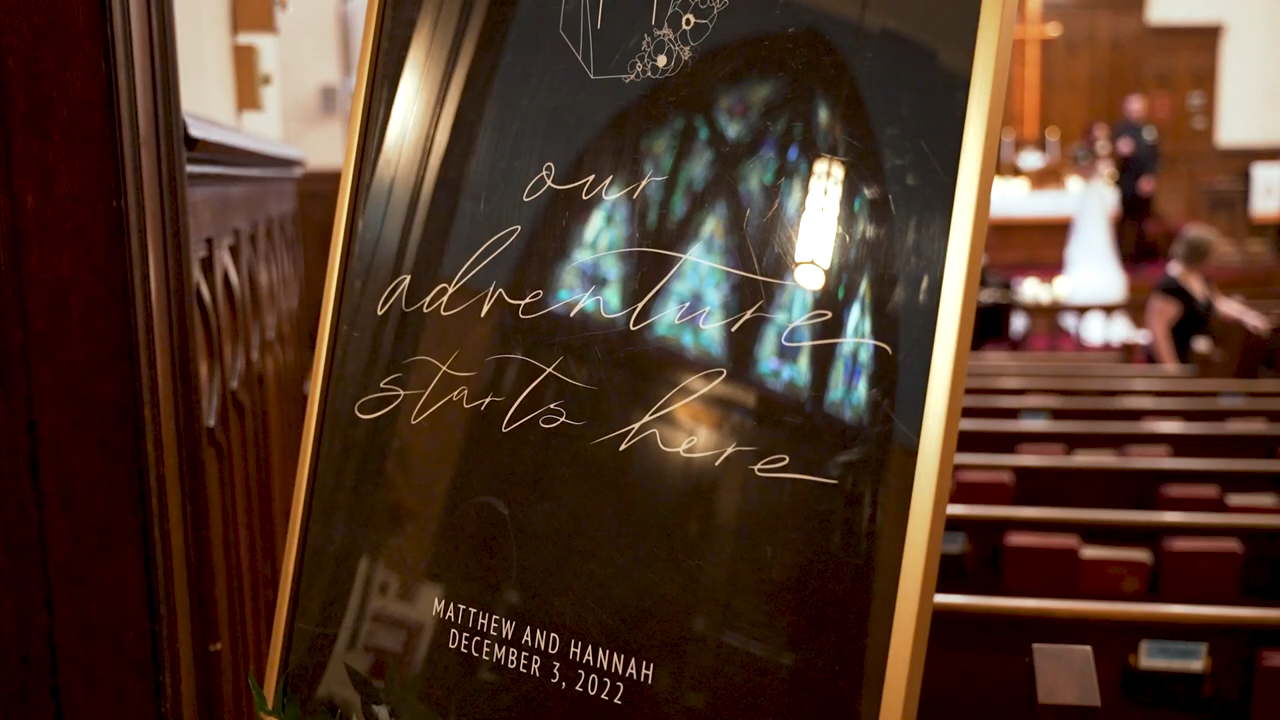 our
adventure
starts here
MATTHEW AND HANNAH
DECEMBER 3, 2022